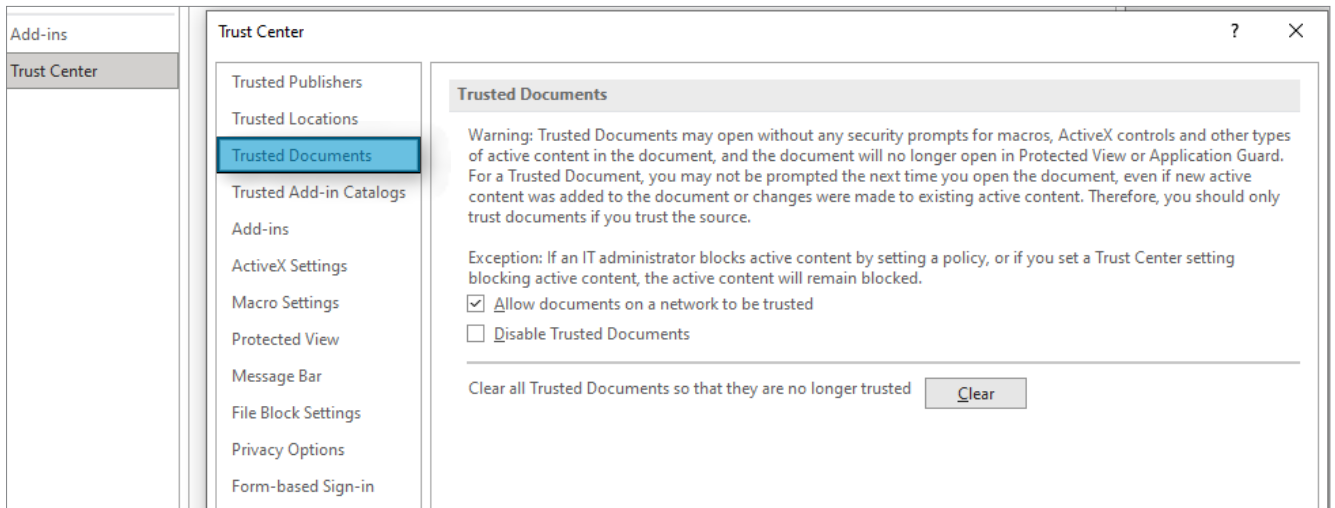 Add-ins
Trust Center
Trust Center
?
Trusted Publishers
Trusted Locations
Trusted Documents
Trusted Add-in Catalogs
Add-ins
ActiveX Settings
Macro Settings
Protected View
Message Bar
File Block Settings
Privacy Options
Form-based Sign-in
Trusted Documents
Warning: Trusted Documents may open without any security prompts for macros, ActiveX controls and other types
of active content in the document, and the document will no longer open in Protected View or Application Guard.
For a Trusted Document, you may not be prompted the next time you open the document, even if new active
content was added to the document or changes were made to existing active content. Therefore, you should only
trust documents if you trust the source.
Exception: If an IT administrator blocks active content by setting a policy, or if you set a Trust Center setting
blocking active content, the active content will remain blocked.
Allow documents on a network to be trusted
Disable Trusted Documents
Clear all Trusted Documents so that they are no longer trusted
Clear